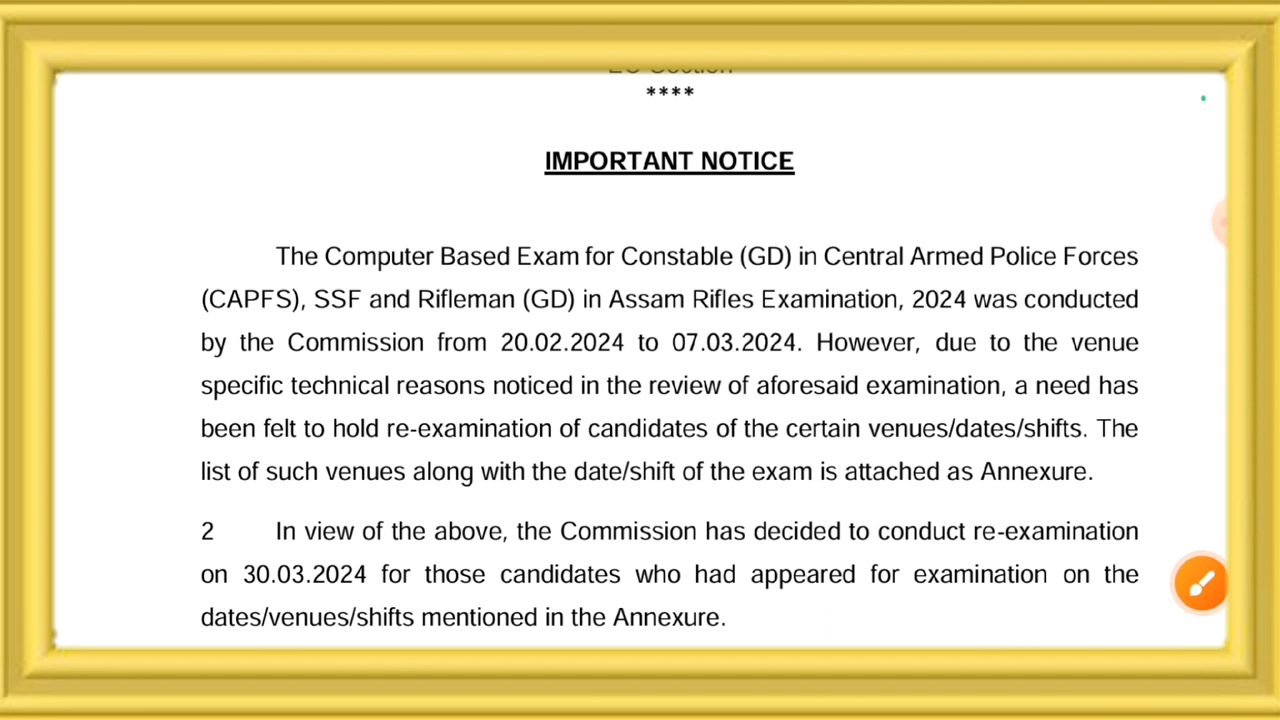 ****
IMPORTANT NOTICE
The Computer Based Exam for Constable (GD) in Central Armed Police Forces
(CAPFS), SSF and Rifleman (GD) in Assam Rifles Examination, 2024 was conducted
by the Commission from 20.02.2024 to 07.03.2024. However, due to the venue
specific technical reasons noticed in the review of aforesaid examination, a need has
been felt to hold re-examination of candidates of the certain venues/dates/shifts. The
list of such venues along with the date/shift of the exam is attached as Annexure.
2 In view of the above, the Commission has decided to conduct re-examination
on 30.03.2024 for those candidates who had appeared for examination on the
dates/venues/shifts mentioned in the Annexure.